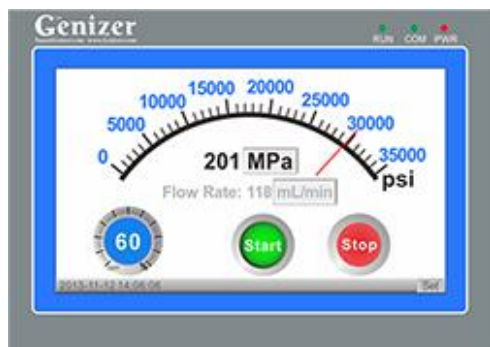 Genizer
RUN COM PWR
0 5000 10000 15000 20000 25000 30000 35000
psi
201 MPa
Flow Rate: 118 mL/min
60
Start
Stop
2013-11-12 14:06:06
Set